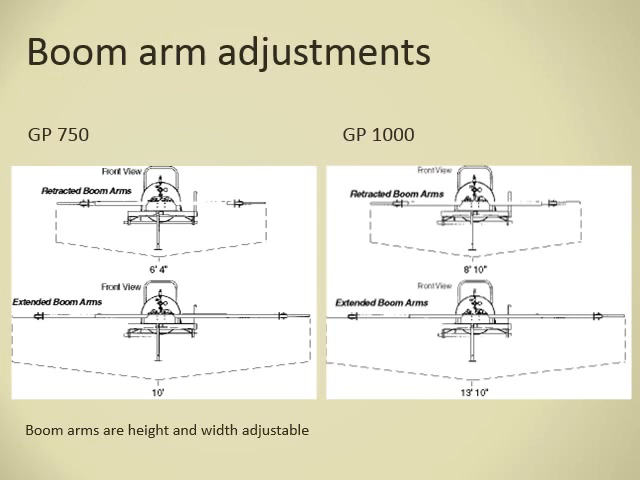 Boom arm adjustments
GP 750
GP 1000
Front View
Retracted Boom Arms
6' 4"
Front View
Extended Boom Arms
10'
Front View
Retracted Boom Arms
8' 10"
Front View
Extended Boom Arms
13' 10"
Boom arms are height and width adjustable